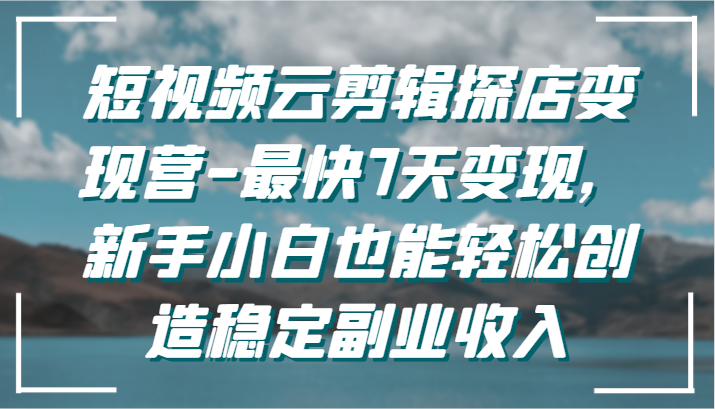 短视频云剪辑探店变
现营-最快7天变现,
新手小白也能轻松创
造稳定副业收入